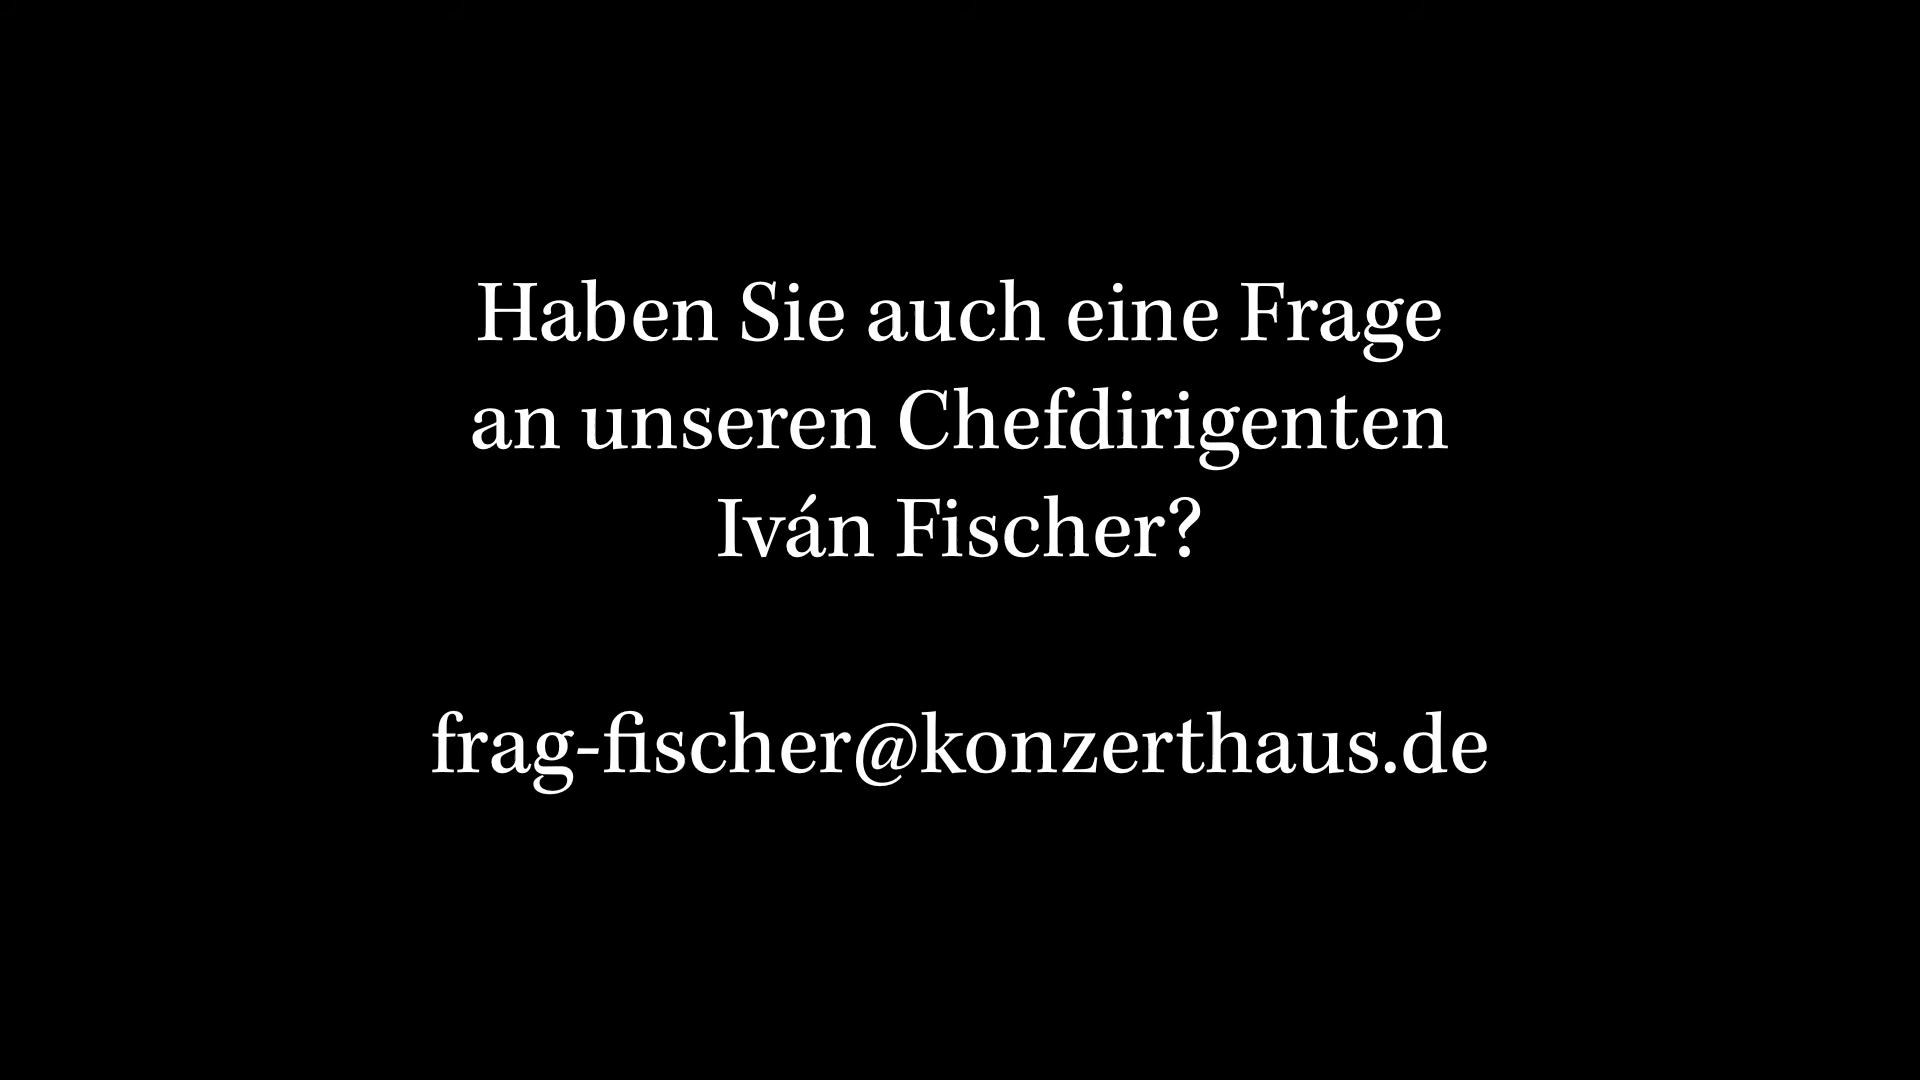 Haben Sie auch eine Frage
an unseren Chefdirigenten
Iván Fischer?
frag-fischer@konzerthaus.de